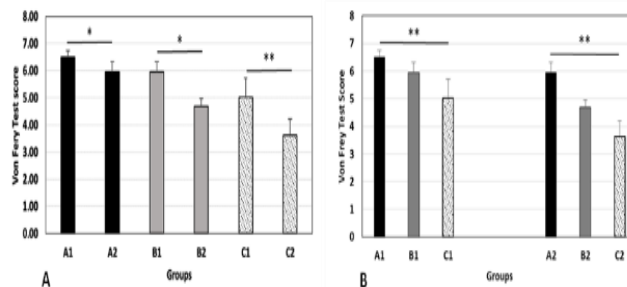 8.00
7.00
6.00
5.00
4.00
3.00
2.00
1.00
0.00
Von Fery Test score
*
*
**
A1 A2 B1 B2 C1 C2
Groups
A
8
7
6
5
4
3
2
1
0
Von Frey Test Score
**
**
A1 B1 C1 A2 B2 C2
Groups
B